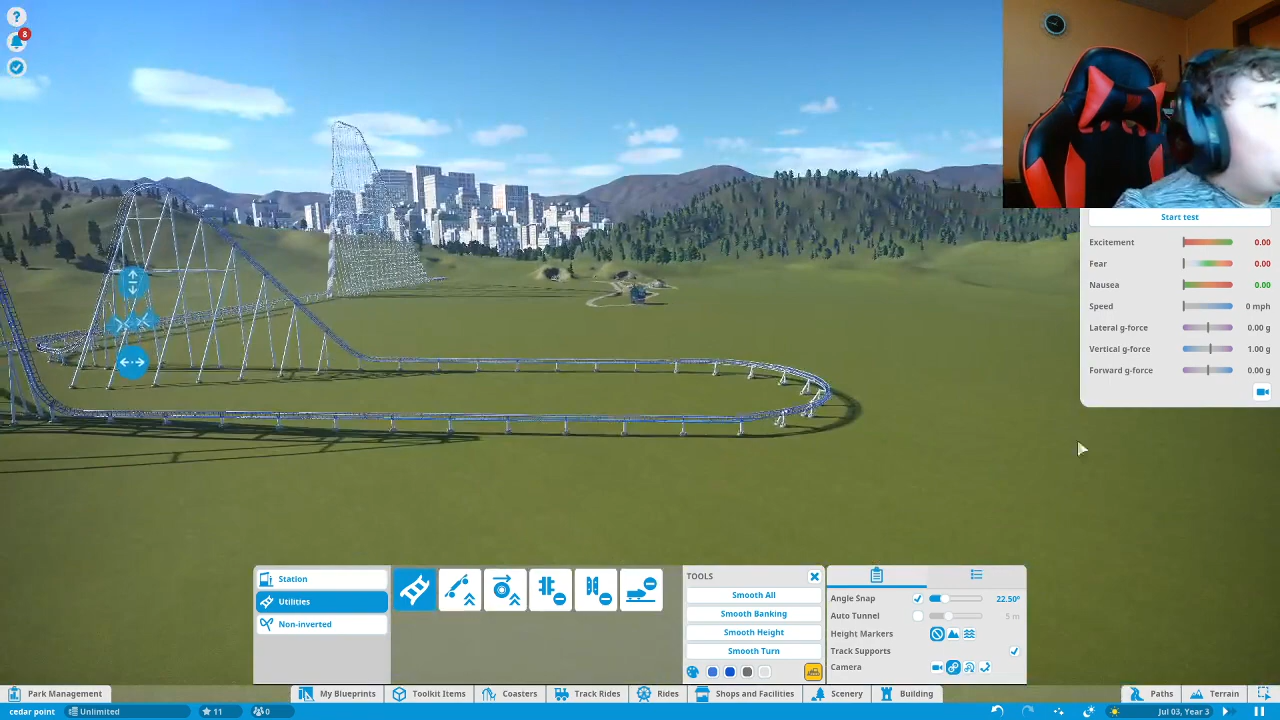 ?
8
Start test
Excitement 0.00
Fear 0.00
Nausea 0.00
Speed 0 mph
Lateral g-force 0.00 g
Vertical g-force 1.00 g
Forward g-force 0.00 g
Station
Utilities
Non-inverted
TOOLS
Smooth All
Smooth Banking
Smooth Height
Smooth Turn
Angle Snap 22.50°
Auto Tunnel 5 m
Height Markers
Track Supports
Camera
Park Management
My Blueprints
Toolkit Items
Coasters
Track Rides
Rides
Shops and Facilities
Scenery
Building
Paths
Terrain
cedar point
Unlimited
11
0
Jul 03, Year 3